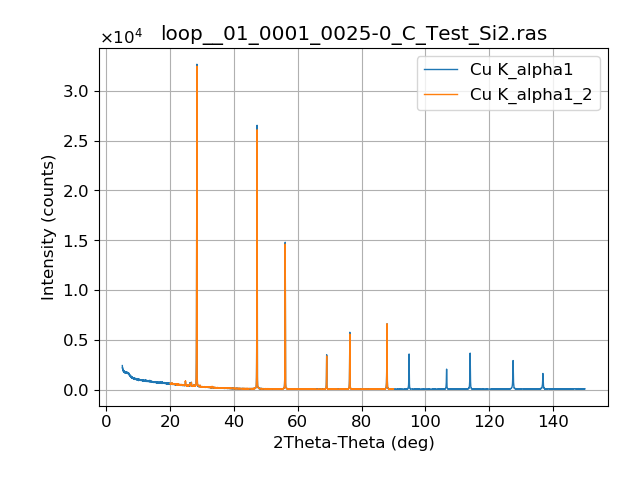 loop__01_0001_0025-0_C_Test_Si2.ras
×10⁴
Cu K_alpha1
Cu K_alpha1_2
3.0
2.5
2.0
1.5
1.0
0.5
0.0
Intensity (counts)
0 20 40 60 80 100 120 140
2Theta-Theta (deg)